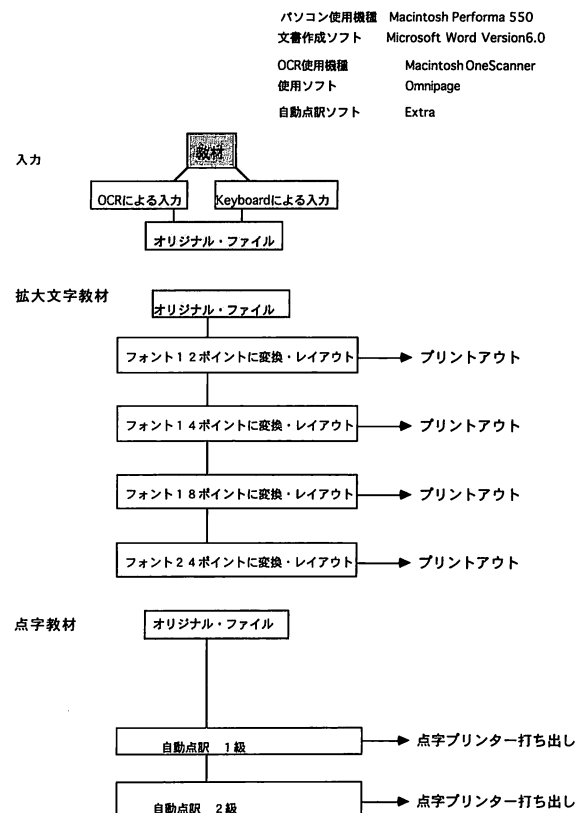 パソコン使用機種 Macintosh Performa 550
文書作成ソフト Microsoft Word Version6.0
OCR使用機種 Macintosh OneScanner
使用ソフト Omnipage
自動点訳ソフト Extra
入力
教材
OCRによる入力 Keyboardによる入力
オリジナル・ファイル
拡大文字教材
オリジナル・ファイル
フォント12ポイントに変換・レイアウト プリントアウト
フォント14ポイントに変換・レイアウト プリントアウト
フォント18ポイントに変換・レイアウト プリントアウト
フォント24ポイントに変換・レイアウト プリントアウト
点字教材
オリジナル・ファイル
自動点訳 1級 点字プリンター打ち出し
自動点訳 2級 点字プリンター打ち出し